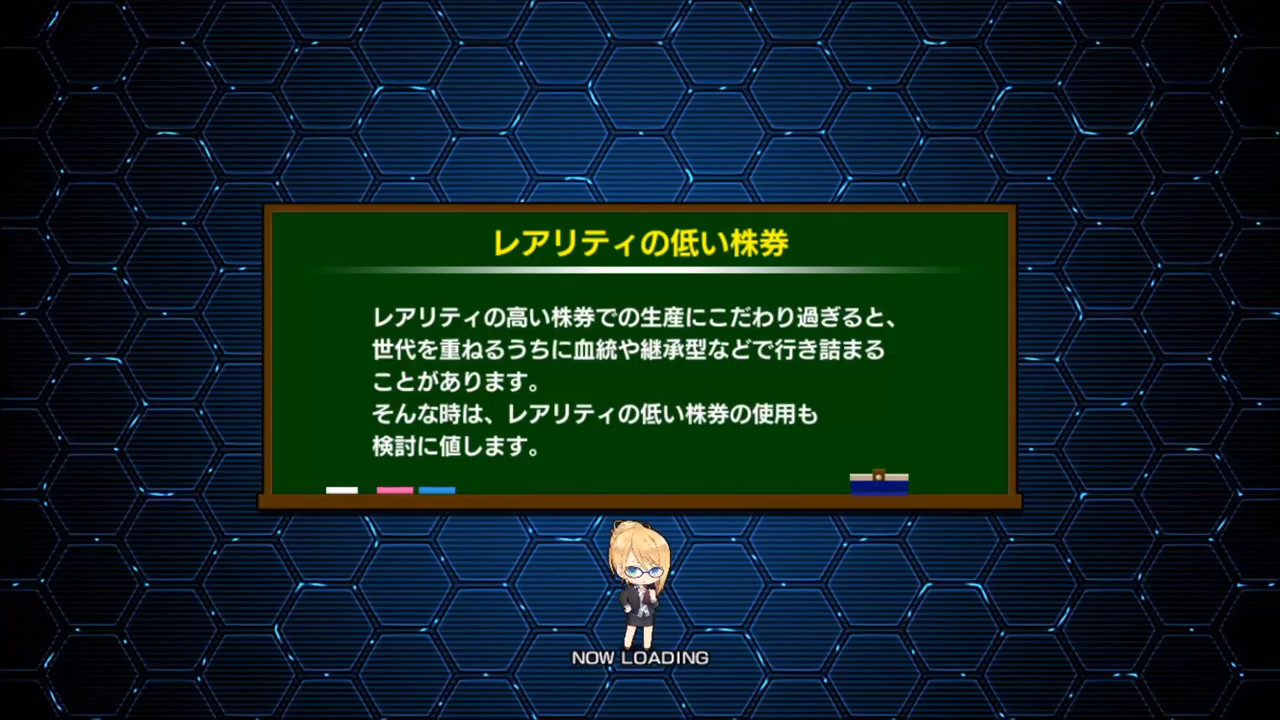 レアリティの低い株券
レアリティの高い株券での生産にこだわり過ぎると、
世代を重ねるうちに血統や継承型などで行き詰まる
ことがあります。
そんな時は、レアリティの低い株券の使用も
検討に値します。
NOW LOADING